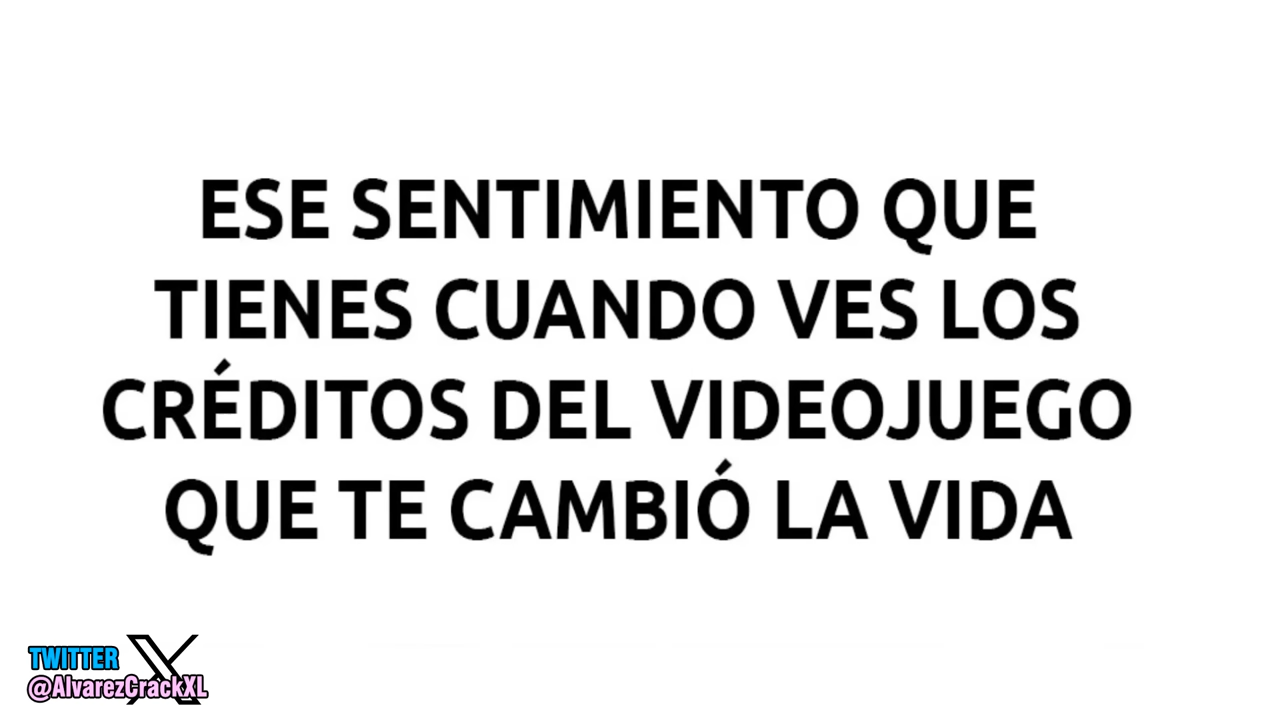 ESE SENTIMIENTO QUE
TIENES CUANDO VES LOS
CRÉDITOS DEL VIDEOJUEGO
QUE TE CAMBIÓ LA VIDA
TWITTER
@AlvarezCrackXL